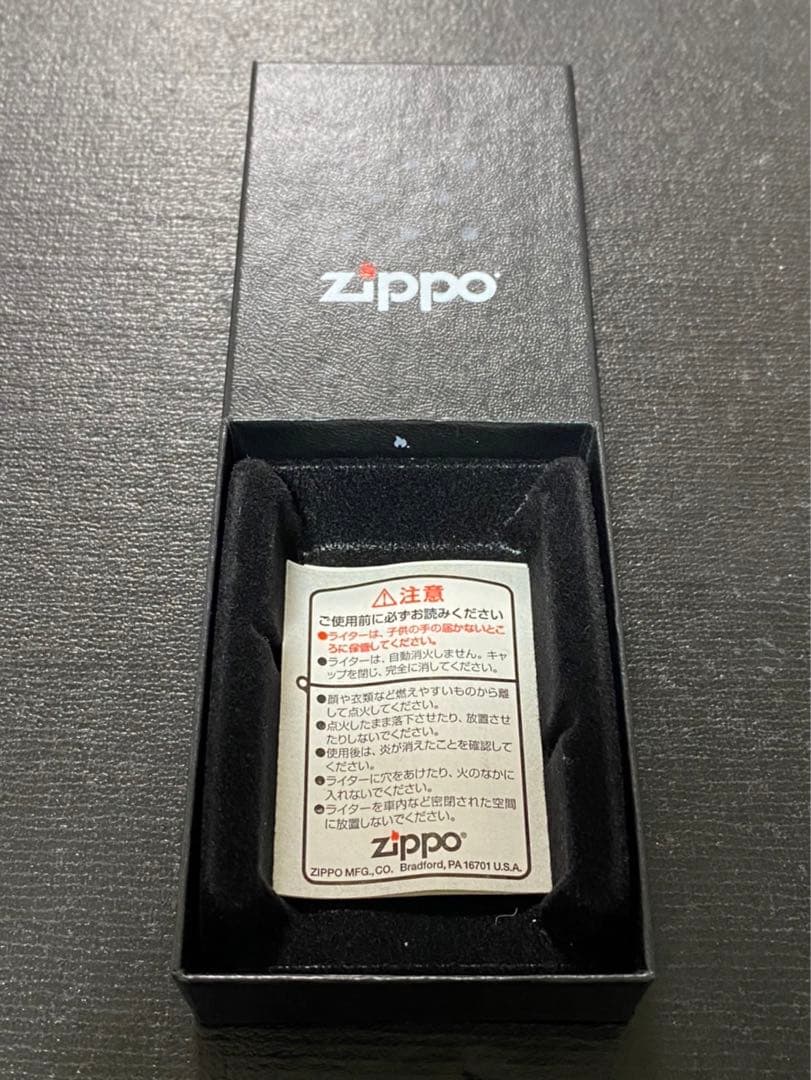 zippo
⚠注意
ご使用前に必ずお読みください
●ライターは、子供の手の届かないとこ
ろに保管してください。
●ライターは、自動消火しません。キャ
ップを閉じ、完全に消してください。
●顔や衣類など燃えやすいものから離
して点火してください。
●点火したまま落下させたり、放置させ
たりしないでください。
●使用後は、炎が消えたことを確認して
ください。
●ライターに穴をあけたり、火のなかに
入れないでください。
●ライターを車内など密閉された空間
に放置しないでください。
zippo®
ZIPPO MFG.,CO. Bradford, PA 16701 U.S.A.